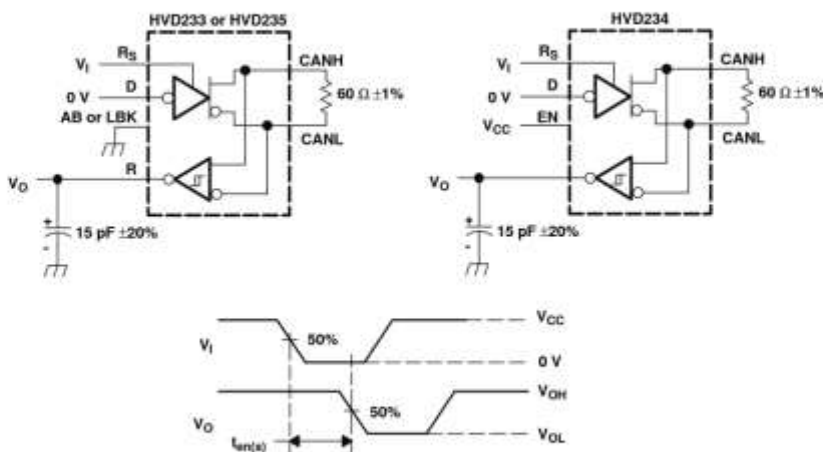 HVD233 or HVD235
RS
VI
D
0 V
AB or LBK
R
VO
CANH
60 Ω ±1%
CANL
+
-
15 pF ±20%
HVD234
RS
VI
D
0 V
EN
VCC
VO
CANH
60 Ω ±1%
CANL
+
-
15 pF ±20%
VCC
50%
VI
0 V
VOH
50%
VO
VOL
ten(s)